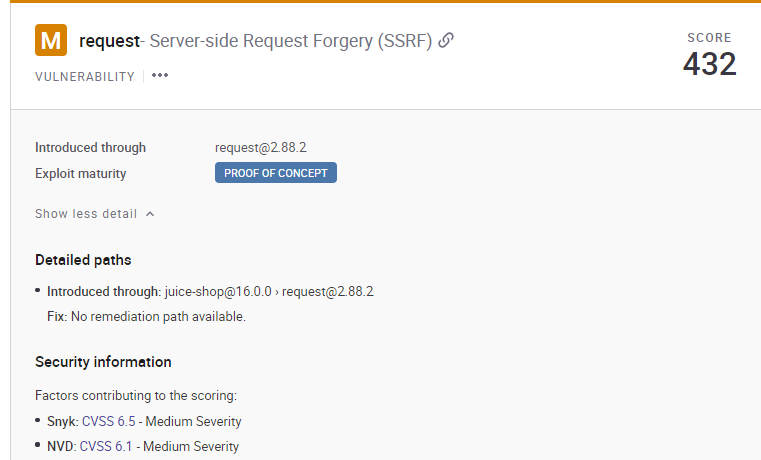 M request- Server-side Request Forgery (SSRF)
SCORE
432
VULNERABILITY
Introduced through request@2.88.2
Exploit maturity PROOF OF CONCEPT
Show less detail
Detailed paths
• Introduced through: juice-shop@16.0.0 › request@2.88.2
Fix: No remediation path available.
Security information
Factors contributing to the scoring:
• Snyk: CVSS 6.5 - Medium Severity
• NVD: CVSS 6.1 - Medium Severity